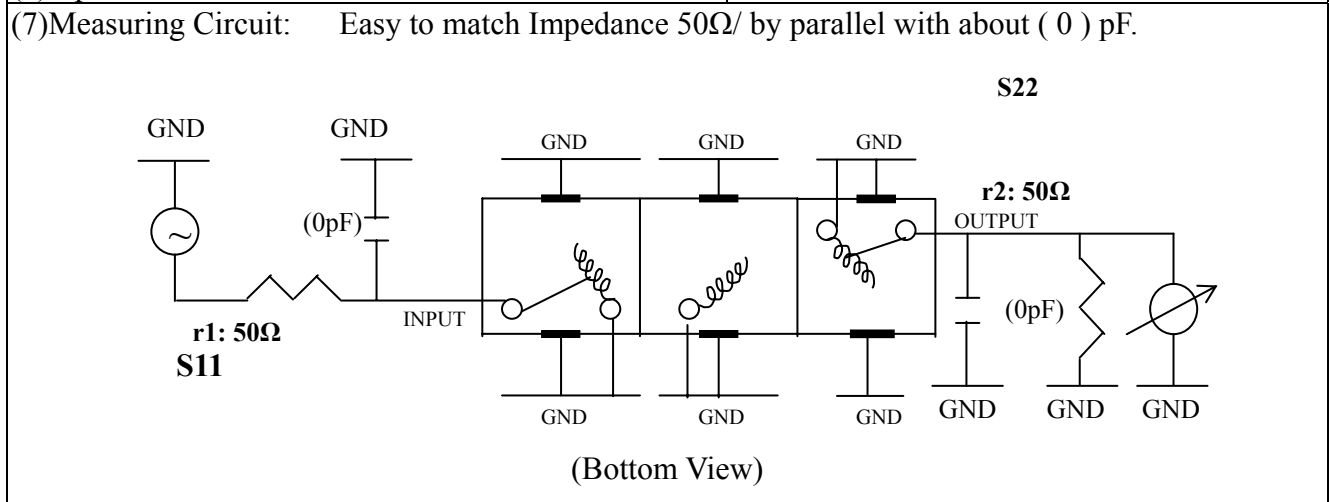 (7)Measuring Circuit: Easy to match Impedance 50Ω/ by parallel with about ( 0 ) pF.
S22
GND GND GND GND GND
(0pF)
r2: 50Ω
OUTPUT
(0pF)
INPUT
r1: 50Ω
S11
GND GND GND GND GND GND
(Bottom View)